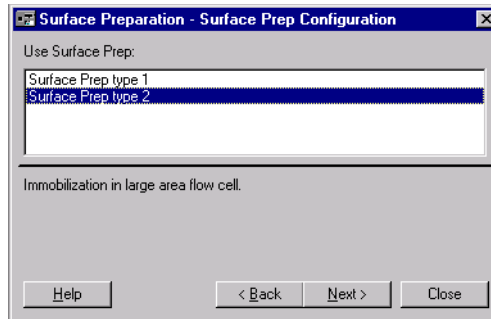 Surface Preparation - Surface Prep Configuration
Use Surface Prep:
Surface Prep type 1
Surface Prep type 2
Immobilization in large area flow cell.
Help < Back Next > Close